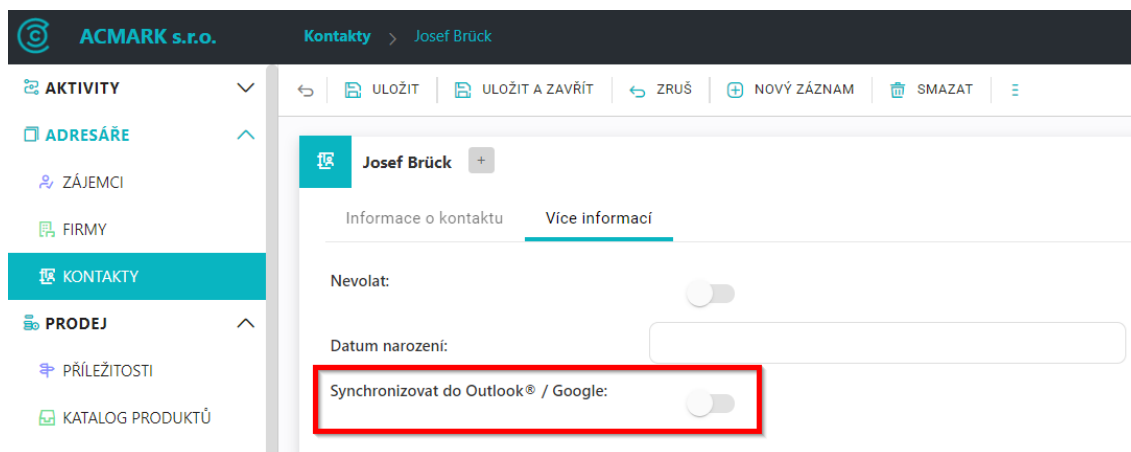 ACMARK s.r.o.
Kontakty > Josef Brück
AKTIVITY
ULOŽIT
ULOŽIT A ZAVŘÍT
ZRUŠ
NOVÝ ZÁZNAM
SMAZAT
ADRESÁŘE
ZÁJEMCI
FIRMY
KONTAKTY
PRODEJ
PŘÍLEŽITOSTI
KATALOG PRODUKTŮ
Josef Brück +
Informace o kontaktu
Více informací
Nevolat:
Datum narození:
Synchronizovat do Outlook® / Google: